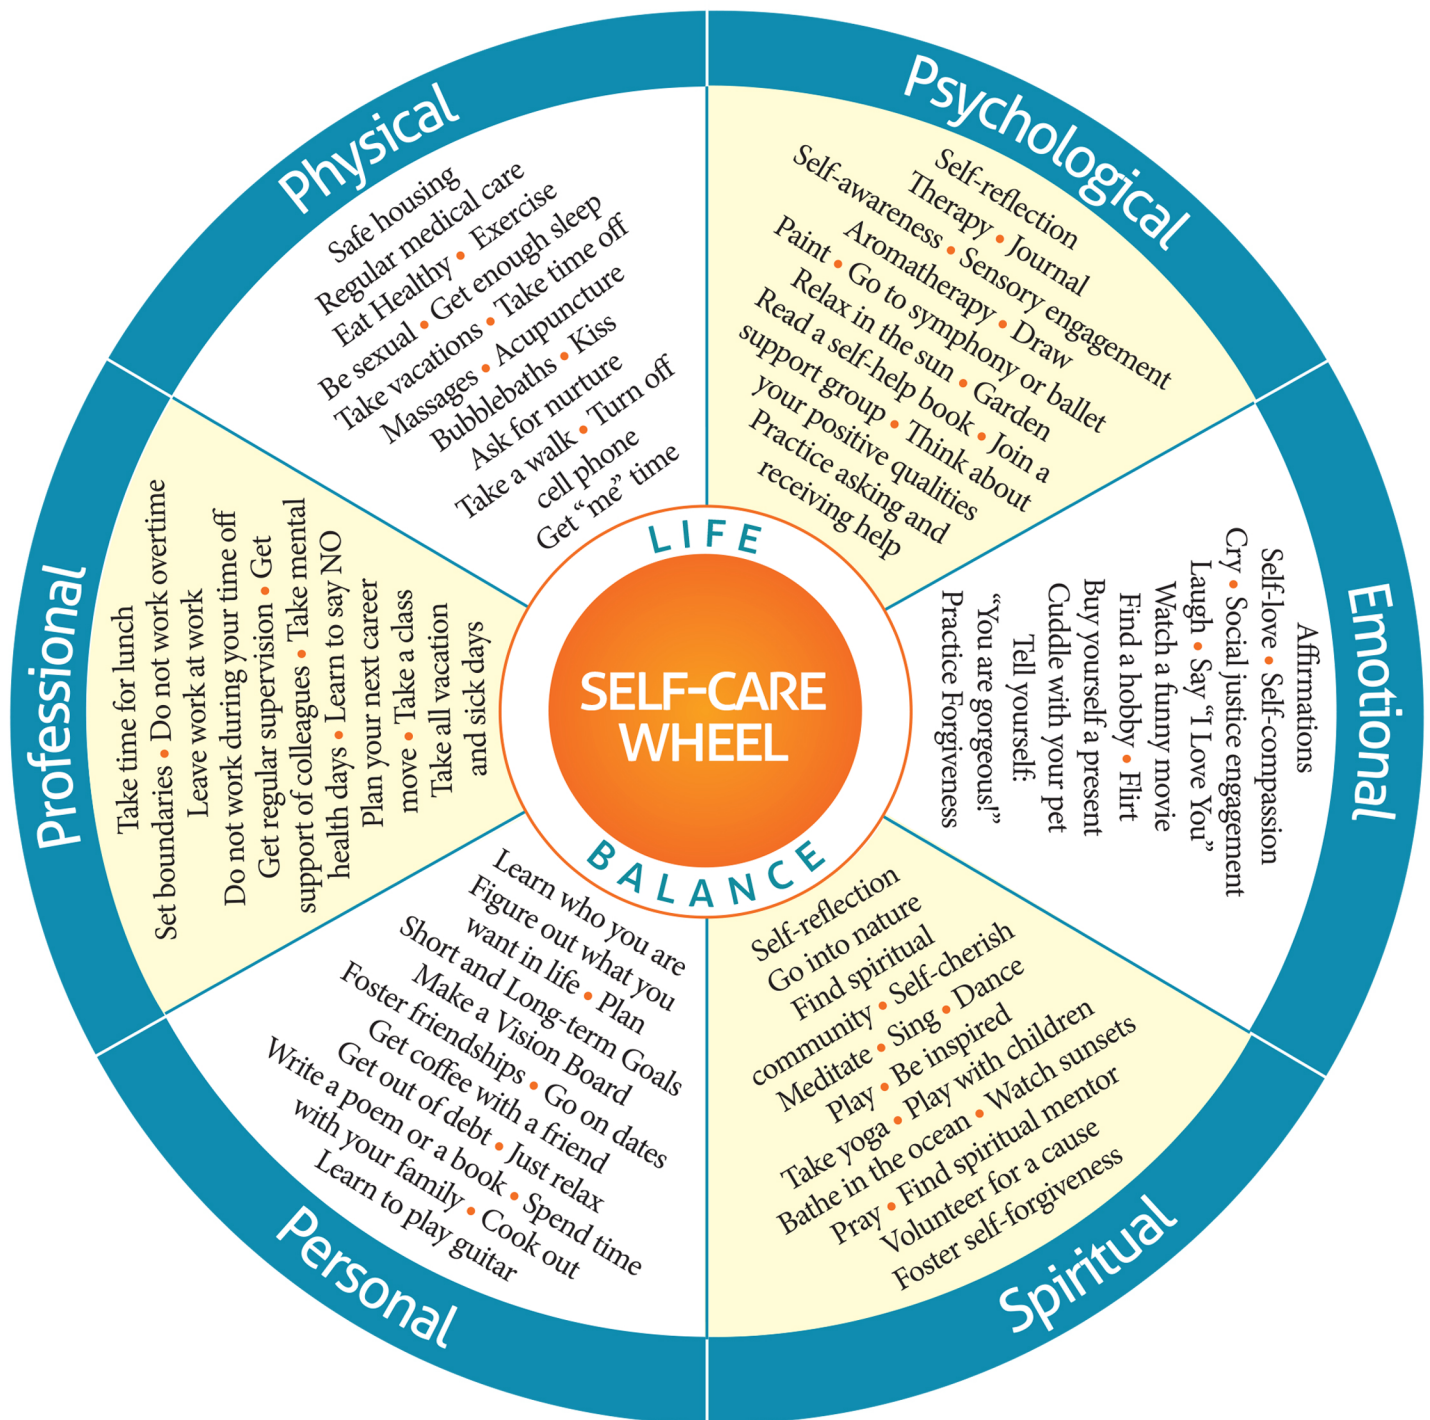 SELF-CARE
WHEEL
LIFE
BALANCE
Physical
Safe housing
Regular medical care
Eat Healthy • Exercise
Be sexual • Get enough sleep
Take vacations • Take time off
Massages • Acupuncture
Bubblebaths • Kiss
Ask for nurture
Take a walk • Turn off
cell phone
Get “me” time
Psychological
Self-reflection
Therapy • Journal
Self-awareness • Sensory engagement
Aromatherapy • Draw
Paint • Go to symphony or ballet
Relax in the sun • Garden
Read a self-help book • Join a
support group • Think about
your positive qualities
Practice asking and
receiving help
Emotional
Affirmations
Self-love • Self-compassion
Cry • Social justice engagement
Laugh • Say “I Love You”
Watch a funny movie
Find a hobby • Flirt
Buy yourself a present
Cuddle with your pet
Tell yourself:
“You are gorgeous!”
Practice Forgiveness
Spiritual
Self-reflection
Go into nature
Find spiritual
community • Self-cherish
Meditate • Sing • Dance
Play • Be inspired
Take yoga • Play with children
Bathe in the ocean • Watch sunsets
Pray • Find spiritual mentor
Volunteer for a cause
Foster self-forgiveness
Personal
Learn who you are
Figure out what you
want in life • Plan
Short and Long-term Goals
Make a Vision Board
Foster friendships • Go on dates
Get coffee with a friend
Get out of debt • Just relax
Write a poem or a book • Spend time
with your family • Cook out
Learn to play guitar
Professional
Take time for lunch
Set boundaries • Do not work overtime
Leave work at work
Do not work during your time off
Get regular supervision • Get
support of colleagues • Take mental
health days • Learn to say NO
Plan your next career
move • Take a class
Take all vacation
and sick days